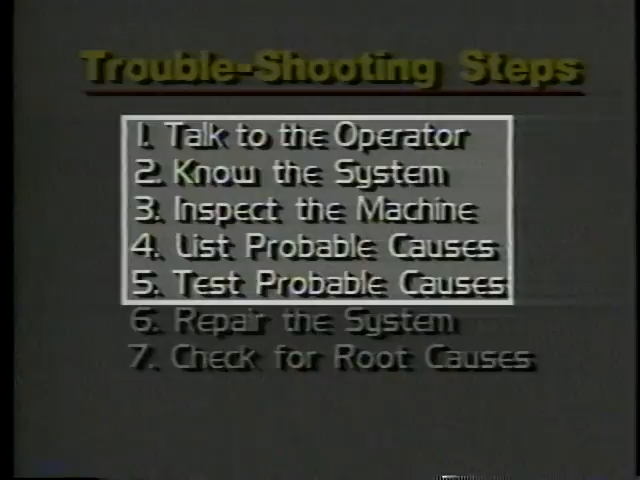 Trouble-Shooting Steps
1. Talk to the Operator
2. Know the System
3. Inspect the Machine
4. List Probable Causes
5. Test Probable Causes
6. Repair the System
7. Check for Root Causes